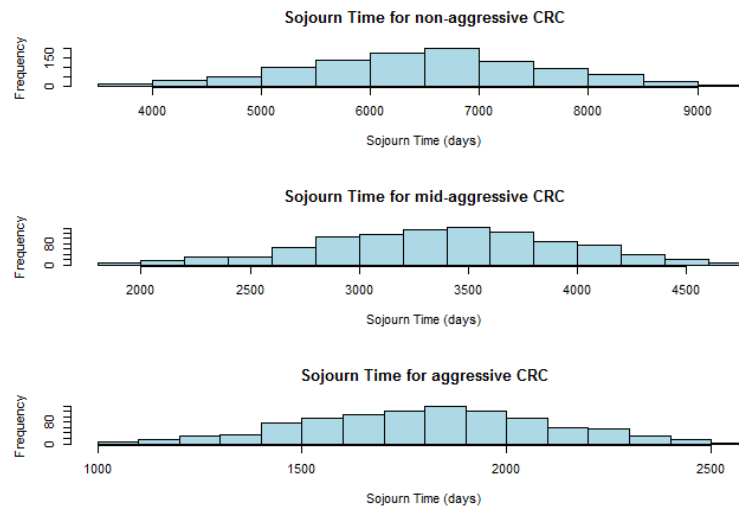 Sojourn Time for non-aggressive CRC
Frequency
150
0
4000 5000 6000 7000 8000 9000
Sojourn Time (days)
Sojourn Time for mid-aggressive CRC
Frequency
80
0
2000 2500 3000 3500 4000 4500
Sojourn Time (days)
Sojourn Time for aggressive CRC
Frequency
80
0
1000 1500 2000 2500
Sojourn Time (days)